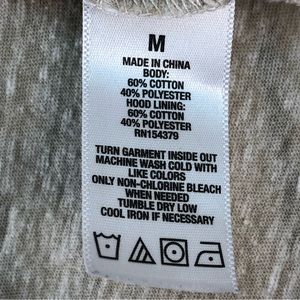 M
MADE IN CHINA
BODY:
60% COTTON
40% POLYESTER
HOOD LINING:
60% COTTON
40% POLYESTER
RN154379
TURN GARMENT INSIDE OUT
MACHINE WASH COLD WITH
LIKE COLORS
ONLY NON-CHLORINE BLEACH
WHEN NEEDED
TUMBLE DRY LOW
COOL IRON IF NECESSARY